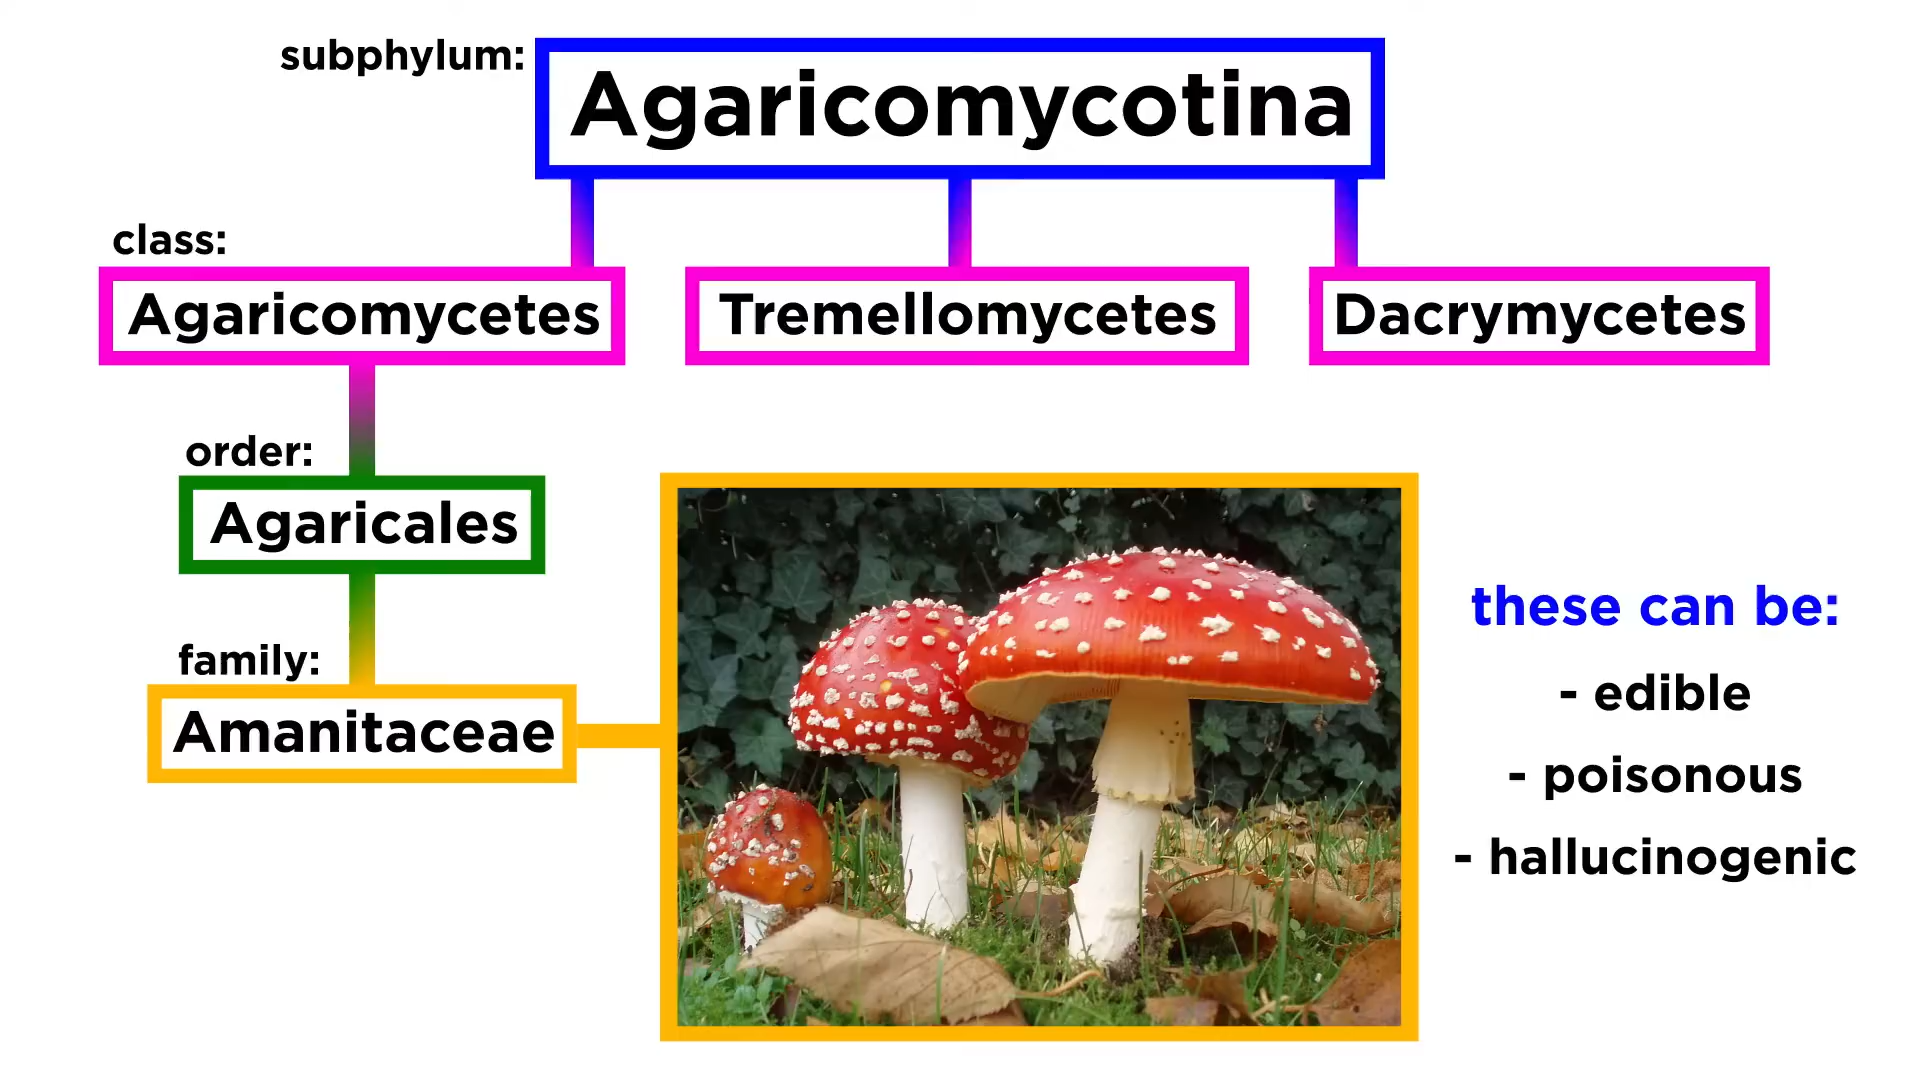 subphylum:
Agaricomycotina
class:
Agaricomycetes
Tremellomycetes
Dacrymycetes
order:
Agaricales
family:
Amanitaceae
these can be:
- edible
- poisonous
- hallucinogenic